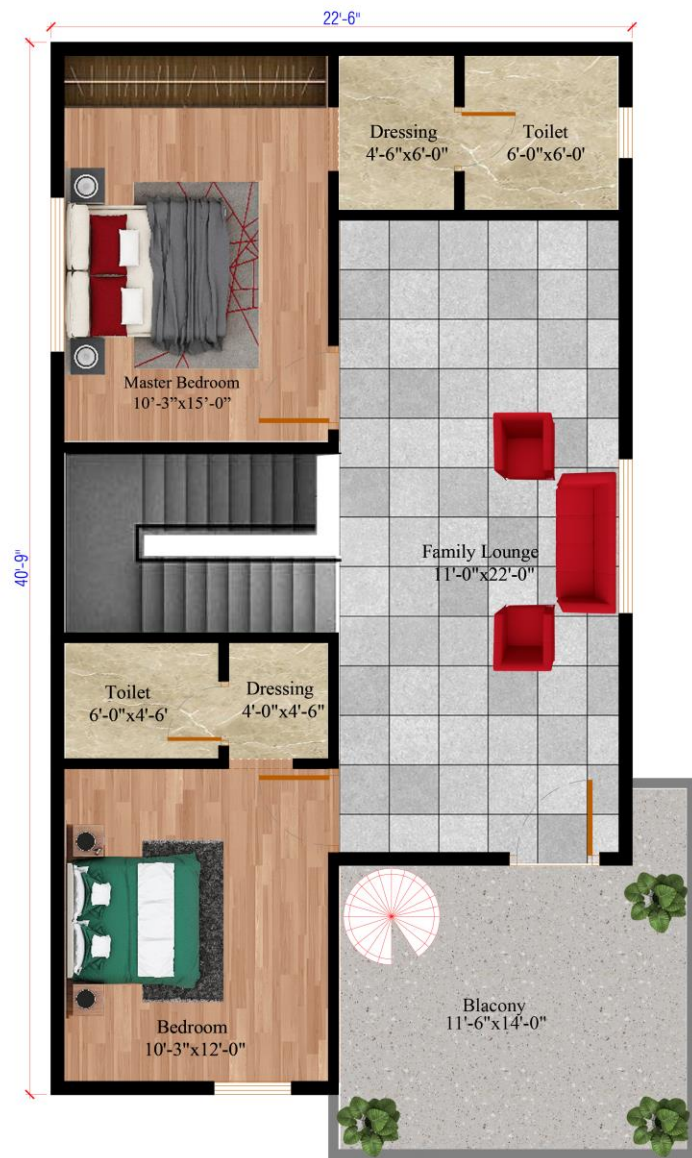 22'-6"
Dressing
4'-6"x6'-0"
Toilet
6'-0"x6'-0'
Master Bedroom
10’-3”x15’-0”
40'-9"
Family Lounge
11'-0"x22'-0"
Toilet
6'-0"x4'-6'
Dressing
4'-0"x4'-6"
Bedroom
10'-3"x12'-0"
Blacony
11'-6"x14'-0"